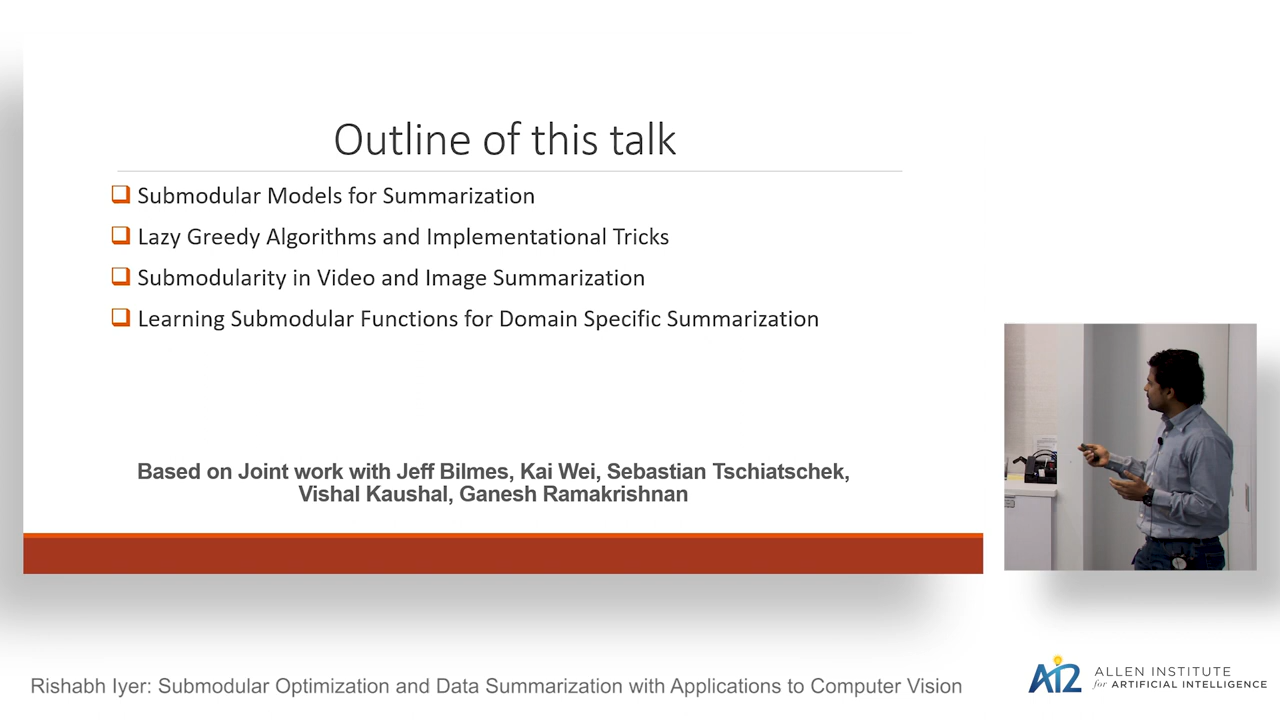 Outline of this talk
Submodular Models for Summarization
Lazy Greedy Algorithms and Implementational Tricks
Submodularity in Video and Image Summarization
Learning Submodular Functions for Domain Specific Summarization
Based on Joint work with Jeff Bilmes, Kai Wei, Sebastian Tschiatschek,
Vishal Kaushal, Ganesh Ramakrishnan
Rishabh Iyer: Submodular Optimization and Data Summarization with Applications to Computer Vision
AI2
ALLEN INSTITUTE
for ARTIFICIAL INTELLIGENCE